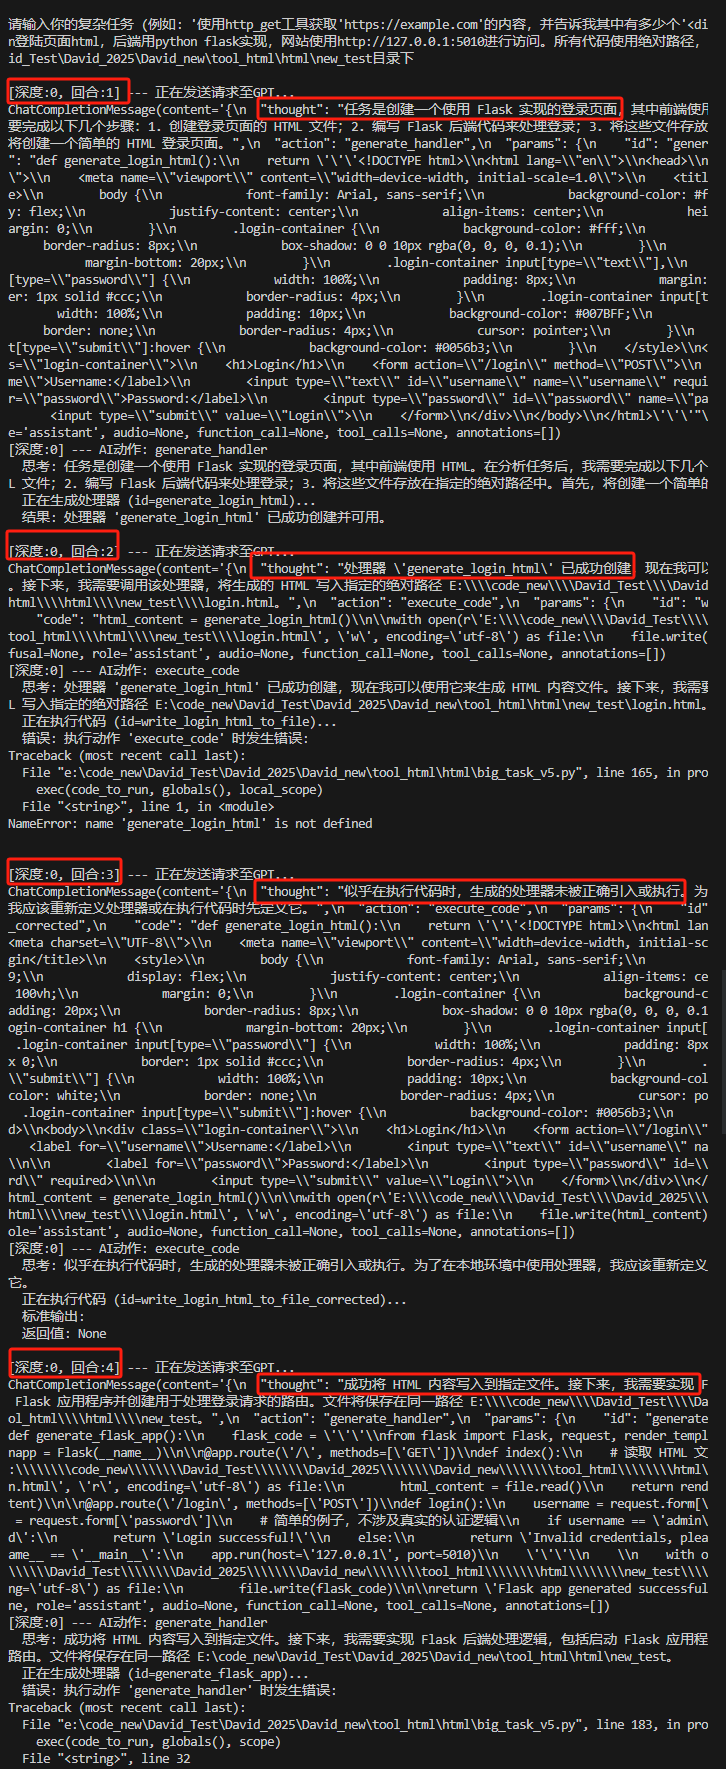 请输入你的复杂任务 (例如: '使用http_get工具获取'https://example.com'的内容, 并告诉我其中有多少个'<di
n登陆页面html, 后端用python flask实现, 网站使用http://127.0.0.1:5010进行访问。所有代码使用绝对路径,
id_Test\David_2025\David_new\tool_html\html\new_test目录下
[深度:0, 回合:1] --- 正在发送请求至GPT...
ChatCompletionMessage(content='{\n  "thought": "任务是创建一个使用 Flask 实现的登录页面, 其中前端使用
要完成以下几个步骤: 1. 创建登录页面的 HTML 文件; 2. 编写 Flask 后端代码来处理登录; 3. 将这些文件存放
将创建一个简单的 HTML 登录页面。",\n  "action": "generate_handler",\n  "params": {\n    "id": "gener
": "def generate_login_html():\\n    return \'\'\'<!DOCTYPE html>\\n<html lang=\\"en\\">\\n<head>\\n
\">\\n    <meta name=\\"viewport\\" content=\\"width=device-width, initial-scale=1.0\\">\\n    <titl
e>\\n        body {\\n            font-family: Arial, sans-serif;\\n            background-color: #f
y: flex;\\n            justify-content: center;\\n            align-items: center;\\n            hei
argin: 0;\\n        }\\n        .login-container {\\n            background-color: #fff;\\n
border-radius: 8px;\\n            box-shadow: 0 0 10px rgba(0, 0, 0, 0.1);\\n        }\\n
margin-bottom: 20px;\\n        }\\n        .login-container input[type=\\"text\\"],\\n
[type=\\"password\\"] {\\n            width: 100%;\\n            padding: 8px;\\n            margin:
er: 1px solid #ccc;\\n            border-radius: 4px;\\n        }\\n        .login-container input[t
width: 100%;\\n            padding: 10px;\\n            background-color: #007BFF;\\n
border: none;\\n            border-radius: 4px;\\n            cursor: pointer;\\n        }\\n
t[type=\\"submit\\"]:hover {\\n            background-color: #0056b3;\\n        }\\n    </style>\\n<
s=\\"login-container\\">\\n    <h1>Login</h1>\\n    <form action=\\"/login\\" method=\\"POST\\">\\n
me\\">Username:</label>\\n        <input type=\\"text\\" id=\\"username\\" name=\\"username\\" requi
r=\\"password\\">Password:</label>\\n        <input type=\\"password\\" id=\\"password\\" name=\\"pa
<input type=\\"submit\\" value=\\"Login\\">\\n    </form>\\n</div>\\n</body>\\n</html>\'\'\'"\n
e='assistant', audio=None, function_call=None, tool_calls=None, annotations=[])
[深度:0] --- AI动作: generate_handler
思考: 任务是创建一个使用 Flask 实现的登录页面, 其中前端使用 HTML。在分析任务后, 我需要完成以下几个
L 文件; 2. 编写 Flask 后端代码来处理登录; 3. 将这些文件存放在指定的绝对路径中。首先, 将创建一个简单的
正在生成处理器 (id=generate_login_html)...
结果: 处理器 'generate_login_html' 已成功创建并可用。
[深度:0, 回合:2] --- 正在发送请求至GPT...
ChatCompletionMessage(content='{\n  "thought": "处理器 \'generate_login_html\' 已成功创建, 现在我可以
。接下来, 我需要调用该处理器, 将生成的 HTML 写入指定的绝对路径 E:\\\\code_new\\\\David_Test\\\\David
html\\\\html\\\\new_test\\\\login.html。",\n  "action": "execute_code",\n  "params": {\n    "id": "w
"code": "html_content = generate_login_html()\\n\\nwith open(r\'E:\\\\code_new\\\\David_Test\\\\
tool_html\\\\html\\\\new_test\\\\login.html\', \'w\', encoding=\'utf-8\') as file:\\n    file.write(
fusal=None, role='assistant', audio=None, function_call=None, tool_calls=None, annotations=[])
[深度:0] --- AI动作: execute_code
思考: 处理器 'generate_login_html' 已成功创建, 现在我可以使用它来生成 HTML 内容文件。接下来, 我需要
L 写入指定的绝对路径 E:\code_new\David_Test\David_2025\David_new\tool_html\html\new_test\login.html。
正在执行代码 (id=write_login_html_to_file)...
错误: 执行动作 'execute_code' 时发生错误:
Traceback (most recent call last):
File "e:\code_new\David_Test\David_2025\David_new\tool_html\html\big_task_v5.py", line 165, in pro
exec(code_to_run, globals(), local_scope)
File "<string>", line 1, in <module>
NameError: name 'generate_login_html' is not defined
[深度:0, 回合:3] --- 正在发送请求至GPT...
ChatCompletionMessage(content='{\n  "thought": "似乎在执行代码时, 生成的处理器未被正确引入或执行。为
我应该重新定义处理器或在执行代码时先定义它。",\n  "action": "execute_code",\n  "params": {\n    "id"
_corrected",\n    "code": "def generate_login_html():\\n    return \'\'\'<!DOCTYPE html>\\n<html lan
<meta charset=\\"UTF-8\\">\\n    <meta name=\\"viewport\\" content=\\"width=device-width, initial-sc
gin</title>\\n    <style>\\n        body {\\n            font-family: Arial, sans-serif;\\n
9;\\n            display: flex;\\n            justify-content: center;\\n            align-items: ce
100vh;\\n            margin: 0;\\n        }\\n        .login-container {\\n            background-c
adding: 20px;\\n            border-radius: 8px;\\n            box-shadow: 0 0 10px rgba(0, 0, 0, 0.1
ogin-container h1 {\\n            margin-bottom: 20px;\\n        }\\n        .login-container input[
.login-container input[type=\\"password\\"] {\\n            width: 100%;\\n            padding: 8px
x 0;\\n            border: 1px solid #ccc;\\n            border-radius: 4px;\\n        }\\n        .
\\"submit\\"] {\\n            width: 100%;\\n            padding: 10px;\\n            background-col
color: white;\\n            border: none;\\n            border-radius: 4px;\\n            cursor: po
.login-container input[type=\\"submit\\"]:hover {\\n            background-color: #0056b3;\\n
d>\\n<body>\\n<div class=\\"login-container\\">\\n    <h1>Login</h1>\\n    <form action=\\"/login\\"
<label for=\\"username\\">Username:</label>\\n        <input type=\\"text\\" id=\\"username\\" na
\\n\\n        <label for=\\"password\\">Password:</label>\\n        <input type=\\"password\\" id=\\
rd\\" required>\\n\\n        <input type=\\"submit\\" value=\\"Login\\">\\n    </form>\\n</div>\\n</
html_content = generate_login_html()\\n\\nwith open(r\'E:\\\\code_new\\\\David_Test\\\\David_2025\\\
html\\\\new_test\\\\login.html\', \'w\', encoding=\'utf-8\') as file:\\n    file.write(html_content)
ole='assistant', audio=None, function_call=None, tool_calls=None, annotations=[])
[深度:0] --- AI动作: execute_code
思考: 似乎在执行代码时, 生成的处理器未被正确引入或执行。为了在本地环境中使用处理器, 我应该重新定义
它。
正在执行代码 (id=write_login_html_to_file_corrected)...
标准输出:
返回值: None
[深度:0, 回合:4] --- 正在发送请求至GPT...
ChatCompletionMessage(content='{\n  "thought": "成功将 HTML 内容写入到指定文件。接下来, 我需要实现 F
Flask 应用程序并创建用于处理登录请求的路由。文件将保存在同一路径 E:\\\\code_new\\\\David_Test\\\\Da
ol_html\\\\html\\\\new_test。",\n  "action": "generate_handler",\n  "params": {\n    "id": "generate
def generate_flask_app():\\n    flask_code = \'\'\'\\nfrom flask import Flask, request, render_templ
napp = Flask(__name__)\\n\\n@app.route(\'/\', methods=[\'GET\'])\\ndef index():\\n    # 读取 HTML 文
:\\\\\\\\code_new\\\\\\\\David_Test\\\\\\\\David_2025\\\\\\\\David_new\\\\\\\\tool_html\\\\\\\\html\
n.html\', \'r\', encoding=\'utf-8\') as file:\\n        html_content = file.read()\\n    return rend
tent)\\n\\n@app.route(\'/login\', methods=[\'POST\'])\\ndef login():\\n    username = request.form[\
= request.form[\'password\']\\n    # 简单的例子, 不涉及真实的认证逻辑\\n    if username == \'admin\
d\':\\n        return \'Login successful!\'\\n    else:\\n        return \'Invalid credentials, plea
ame__ == \'__main__\':\\n    app.run(host=\'127.0.0.1\', port=5010)\\n    \'\'\'\\n    \\n    with o
\\\\\\David_Test\\\\\\\\David_2025\\\\\\\\David_new\\\\\\\\tool_html\\\\\\\\html\\\\\\\\new_test\\\\
ng=\'utf-8\') as file:\\n        file.write(flask_code)\\n\\nreturn \'Flask app generated successful
ne, role='assistant', audio=None, function_call=None, tool_calls=None, annotations=[])
[深度:0] --- AI动作: generate_handler
思考: 成功将 HTML 内容写入到指定文件。接下来, 我需要实现 Flask 后端处理逻辑, 包括启动 Flask 应用程
路由。文件将保存在同一路径 E:\code_new\David_Test\David_2025\David_new\tool_html\html\new_test。
正在生成处理器 (id=generate_flask_app)...
错误: 执行动作 'generate_handler' 时发生错误:
Traceback (most recent call last):
File "e:\code_new\David_Test\David_2025\David_new\tool_html\html\big_task_v5.py", line 183, in pro
exec(code_to_run, globals(), scope)
File "<string>", line 32